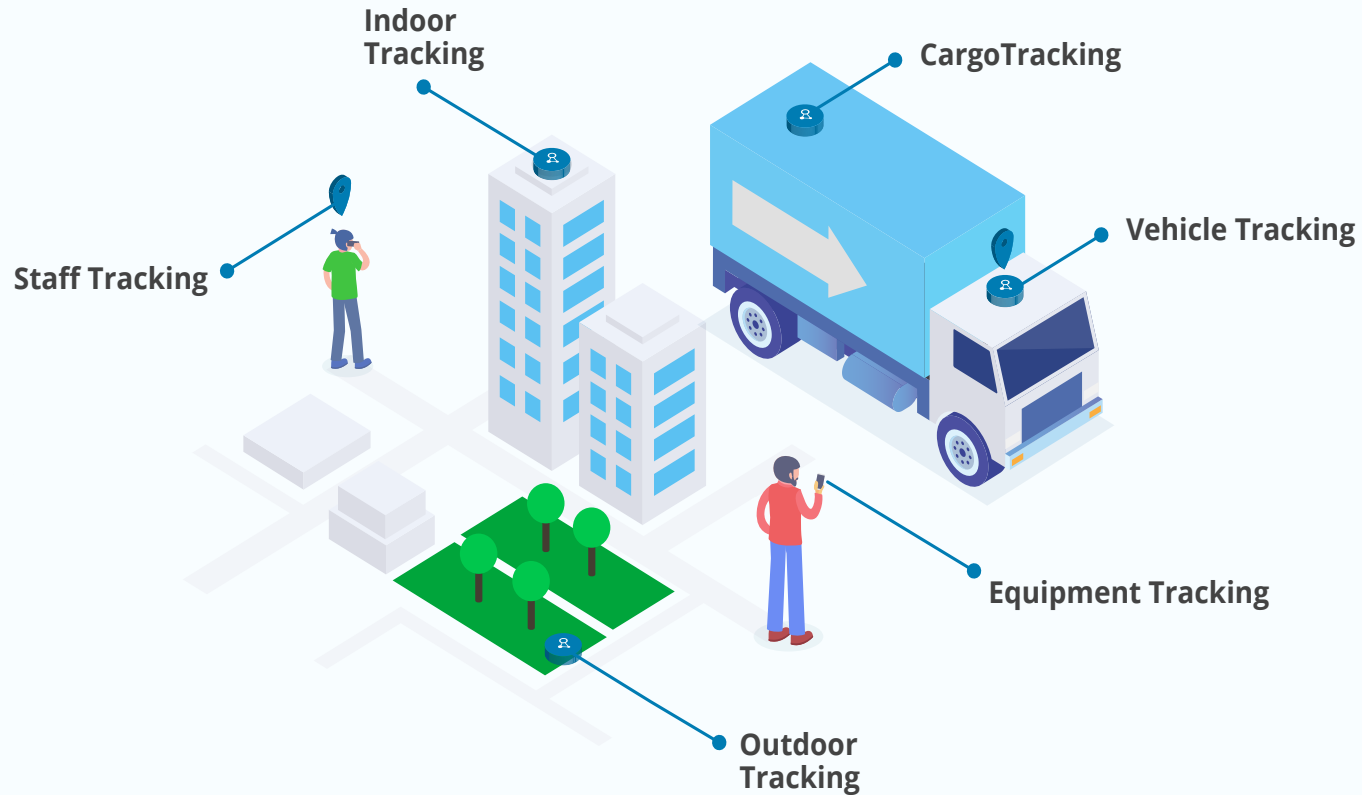 Indoor
Tracking
CargoTracking
Vehicle Tracking
Staff Tracking
Equipment Tracking
Outdoor
Tracking